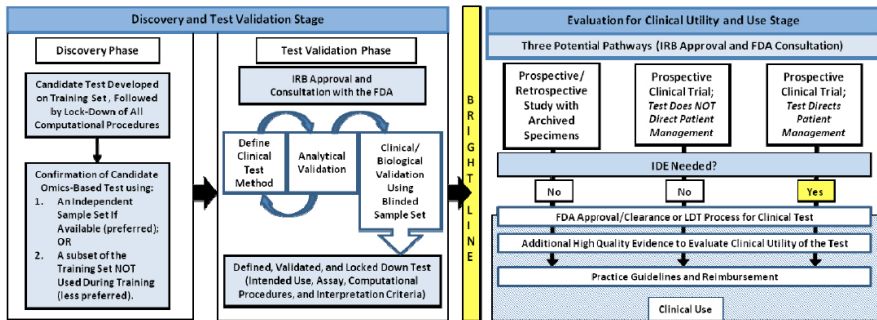 Discovery and Test Validation Stage
Discovery Phase
Candidate Test Developed
on Training Set , Followed
by Lock-Down of All
Computational Procedures
Confirmation of Candidate
Omics-Based Test using:
1. An Independent
Sample Set If
Available (preferred);
OR
2. A subset of the
Training Set NOT
Used During Training
(less preferred).
Test Validation Phase
IRB Approval and
Consultation with the FDA
Define
Clinical
Test
Method
Analytical
Validation
Clinical/
Biological
Validation
Using
Blinded
Sample Set
Defined, Validated, and Locked Down Test
(Intended Use, Assay, Computational
Procedures, and Interpretation Criteria)
B
R
I
G
H
T
L
I
N
E
Evaluation for Clinical Utility and Use Stage
Three Potential Pathways (IRB Approval and FDA Consultation)
Prospective/
Retrospective
Study with
Archived
Specimens
Prospective
Clinical Trial;
Test Does NOT
Direct Patient
Management
Prospective
Clinical Trial;
Test Directs
Patient
Management
IDE Needed?
No
No
Yes
FDA Approval/Clearance or LDT Process for Clinical Test
Additional High Quality Evidence to Evaluate Clinical Utility of the Test
Practice Guidelines and Reimbursement
Clinical Use